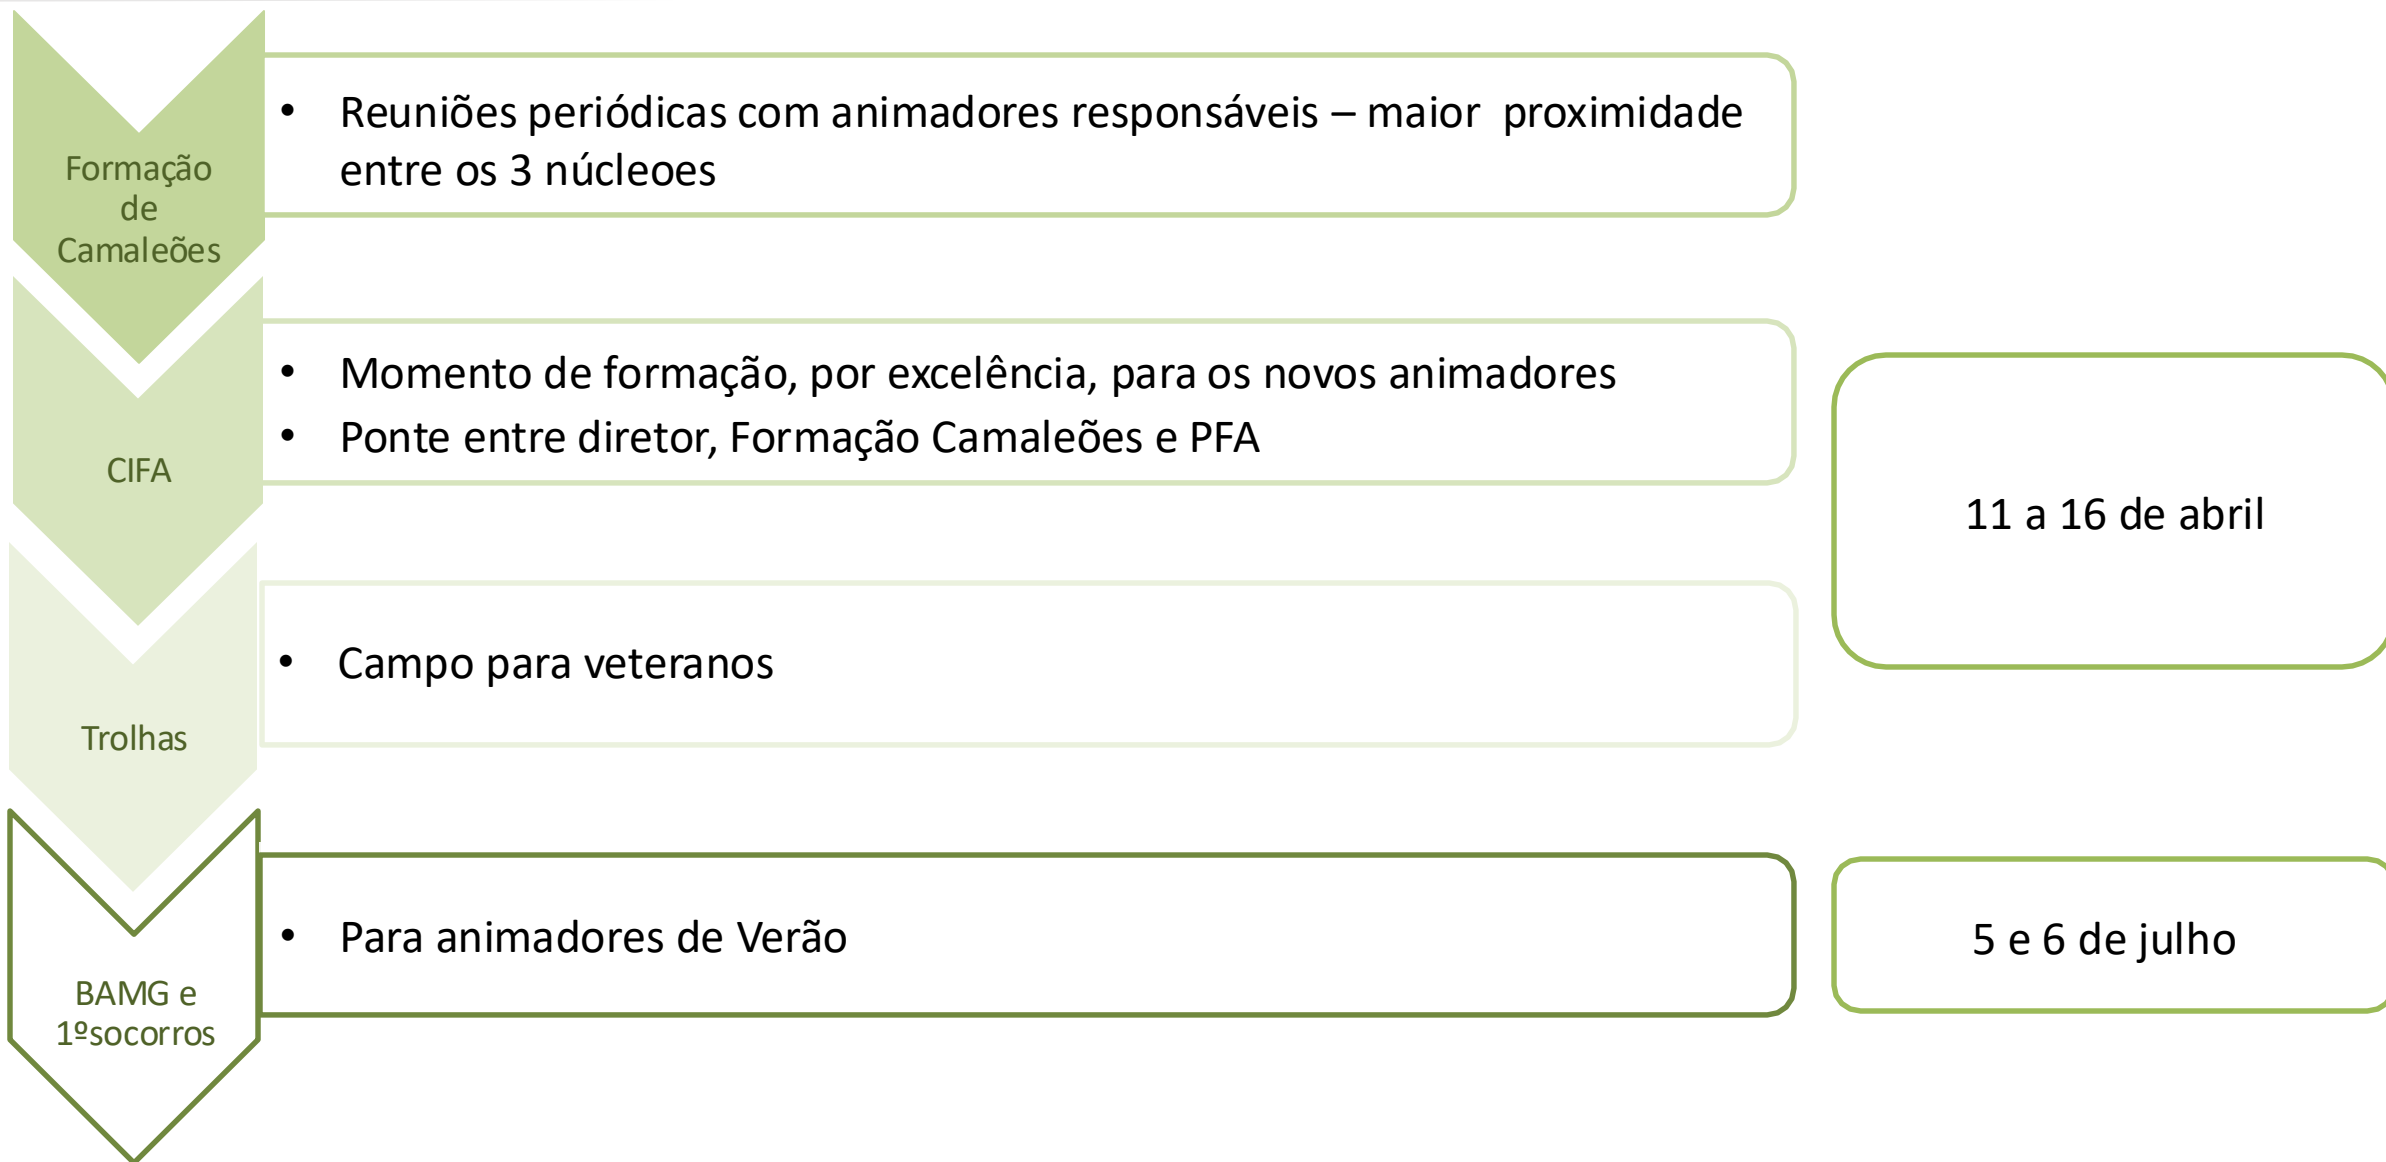 Formação
de
Camaleões
• Reuniões periódicas com animadores responsáveis – maior  proximidade
entre os 3 núcleoes
CIFA
• Momento de formação, por excelência, para os novos animadores
• Ponte entre diretor, Formação Camaleões e PFA
11 a 16 de abril
Trolhas
• Campo para veteranos
BAMG e
1ºsocorros
• Para animadores de Verão
5 e 6 de julho